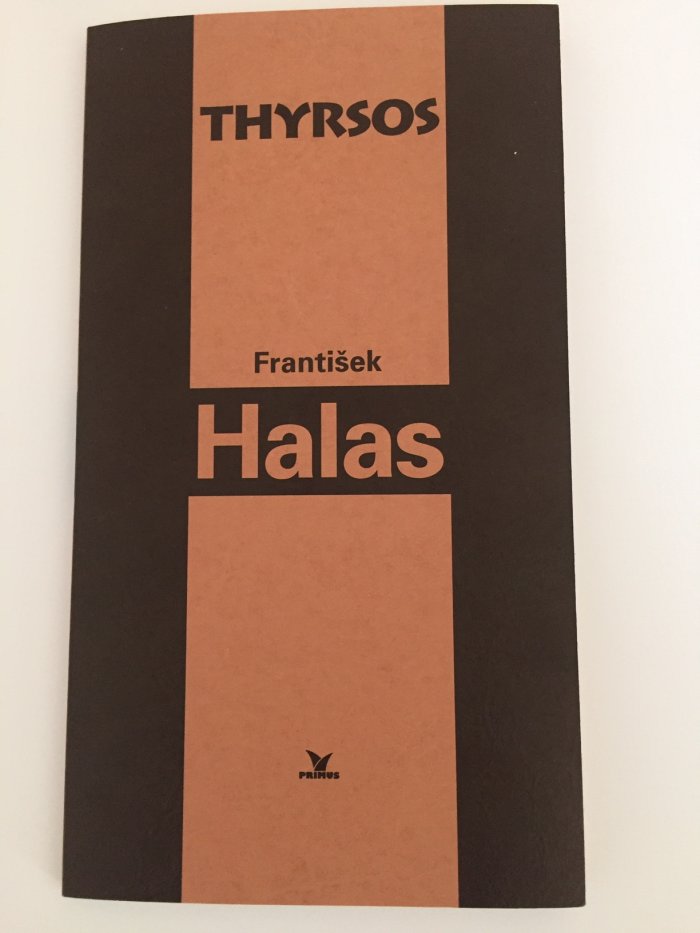 THYRSOS
František
Halas
PRIMUS